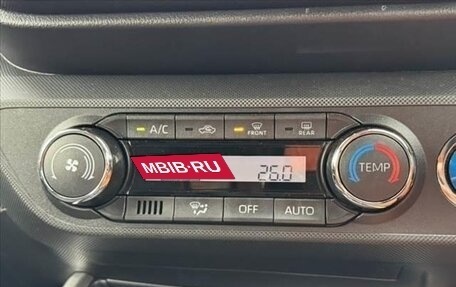 A/C
FRONT
REAR
MBIB-RU
26.0
TEMP
OFF
AUTO